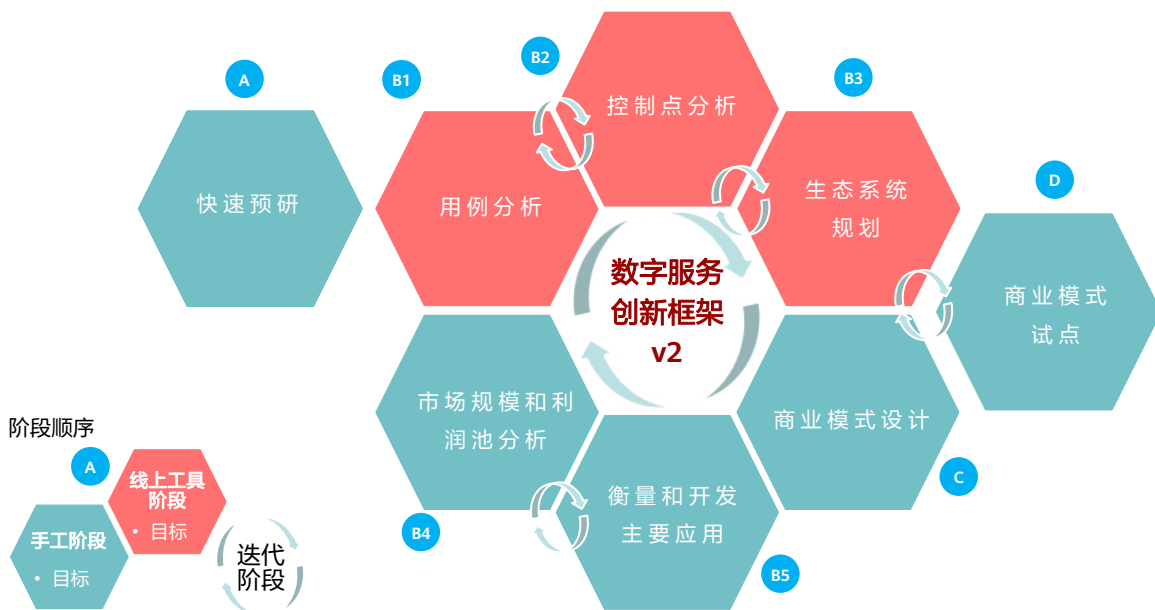 A
快速预研
B1
用例分析
B2
控制点分析
B3
生态系统
规划
D
商业模式
试点
数字服务
创新框架
v2
市场规模和利
润池分析
B4
衡量和开发
主要应用
B5
商业模式设计
C
阶段顺序
A
线上工具
阶段
• 目标
手工阶段
• 目标
迭代
阶段